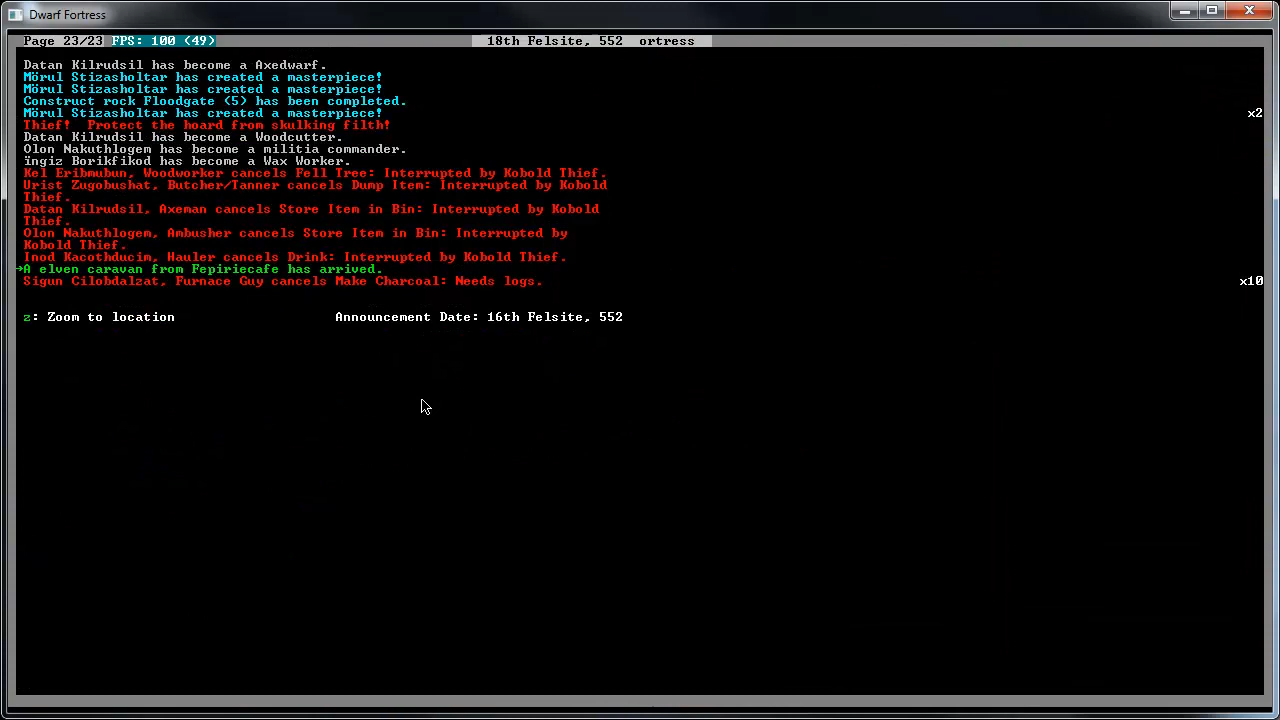 Dwarf Fortress
Page 23/23 FPS: 100 (49) 18th Felsite, 552 ortress
Datan Kilrudsil has become a Axedwarf.
Mörul Stizasholtar has created a masterpiece!
Mörul Stizasholtar has created a masterpiece!
Construct rock Floodgate (5) has been completed.
Mörul Stizasholtar has created a masterpiece! x2
Thief! Protect the hoard from skulking filth!
Datan Kilrudsil has become a Woodcutter.
Olon Nakuthlogem has become a militia commander.
ïngiz Borikfikod has become a Wax Worker.
Kel Eribmubun, Woodworker cancels Fell Tree: Interrupted by Kobold Thief.
Urist Zugobushat, Butcher/Tanner cancels Dump Item: Interrupted by Kobold
Thief.
Datan Kilrudsil, Axeman cancels Store Item in Bin: Interrupted by Kobold
Thief.
Olon Nakuthlogem, Ambusher cancels Store Item in Bin: Interrupted by
Kobold Thief.
Inod Kacothducim, Hauler cancels Drink: Interrupted by Kobold Thief.
→A elven caravan from Fepiriecafe has arrived.
Sigun Cilobdalzat, Furnace Guy cancels Make Charcoal: Needs logs. x10
z: Zoom to location Announcement Date: 16th Felsite, 552